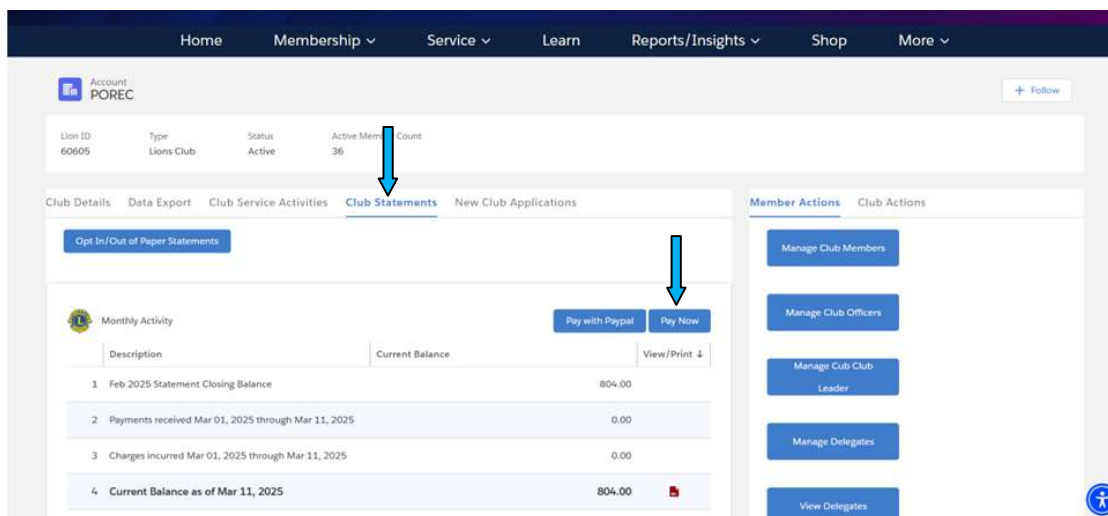 Home Membership Service Learn Reports/Insights Shop More
Account
POREC
+ Follow
Lion ID Type Status Active Member Count
60605 Lions Club Active 36
Club Details Data Export Club Service Activities Club Statements New Club Applications
Opt In/Out of Paper Statements
Monthly Activity Pay with Paypal Pay Now
Description Current Balance View/Print ↓
1 Feb 2025 Statement Closing Balance 804.00
2 Payments received Mar 01, 2025 through Mar 11, 2025 0.00
3 Charges incurred Mar 01, 2025 through Mar 11, 2025 0.00
4 Current Balance as of Mar 11, 2025 804.00
Member Actions Club Actions
Manage Club Members
Manage Club Officers
Manage Cub Club
Leader
Manage Delegates
View Delegates